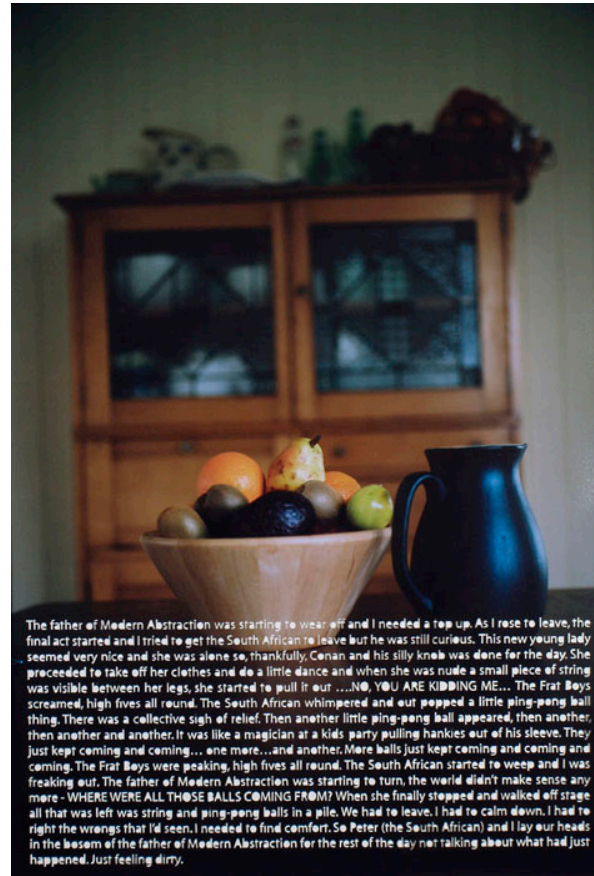 The father of Modern Abstraction was starting to wear off and I needed a top up. As I rose to leave, the
final act started and I tried to get the South African to leave but he was still curious. This new young lady
seemed very nice and she was alone so, thankfully, Conan and his silly knob was done for the day. She
proceeded to take off her clothes and do a little dance and when she was nude a small piece of string
was visible between her legs, she started to pull it out ....NO, YOU ARE KIDDING ME... The Frat Boys
screamed, high fives all round. The South African whimpered and out popped a little ping-pong ball
thing. There was a collective sigh of relief. Then another little ping-pong ball appeared, then another,
then another and another. It was like a magician at a kids party pulling hankies out of his sleeve. They
just kept coming and coming... one more...and another. More balls just kept coming and coming and
coming. The Frat Boys were peaking, high fives all round. The South African started to weep and I was
freaking out. The father of Modern Abstraction was starting to turn, the world didn't make sense any
more - WHERE WERE ALL THOSE BALLS COMING FROM? When she finally stopped and walked off stage
all that was left was string and ping-pong balls in a pile. We had to leave. I had to calm down. I had to
right the wrongs that I'd seen. I needed to find comfort. So Peter (the South African) and I lay our heads
in the bosom of the father of Modern Abstraction for the rest of the day not talking about what had just
happened. Just feeling dirty.